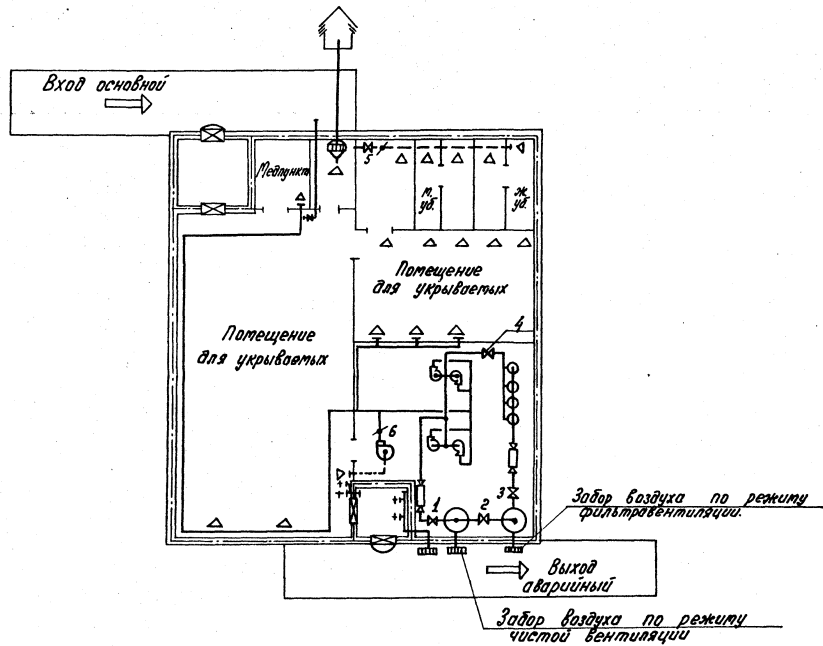 Вход основной
Медпункт
5
м.
уб.
ж.
уб.
Помещение
для укрываемых
4
Помещение
для укрываемых
6
1
2
3
Забор воздуха по режиму
фильтравентиляции.
Выход
аварийный
Забор воздуха по режиму
чистой вентиляции